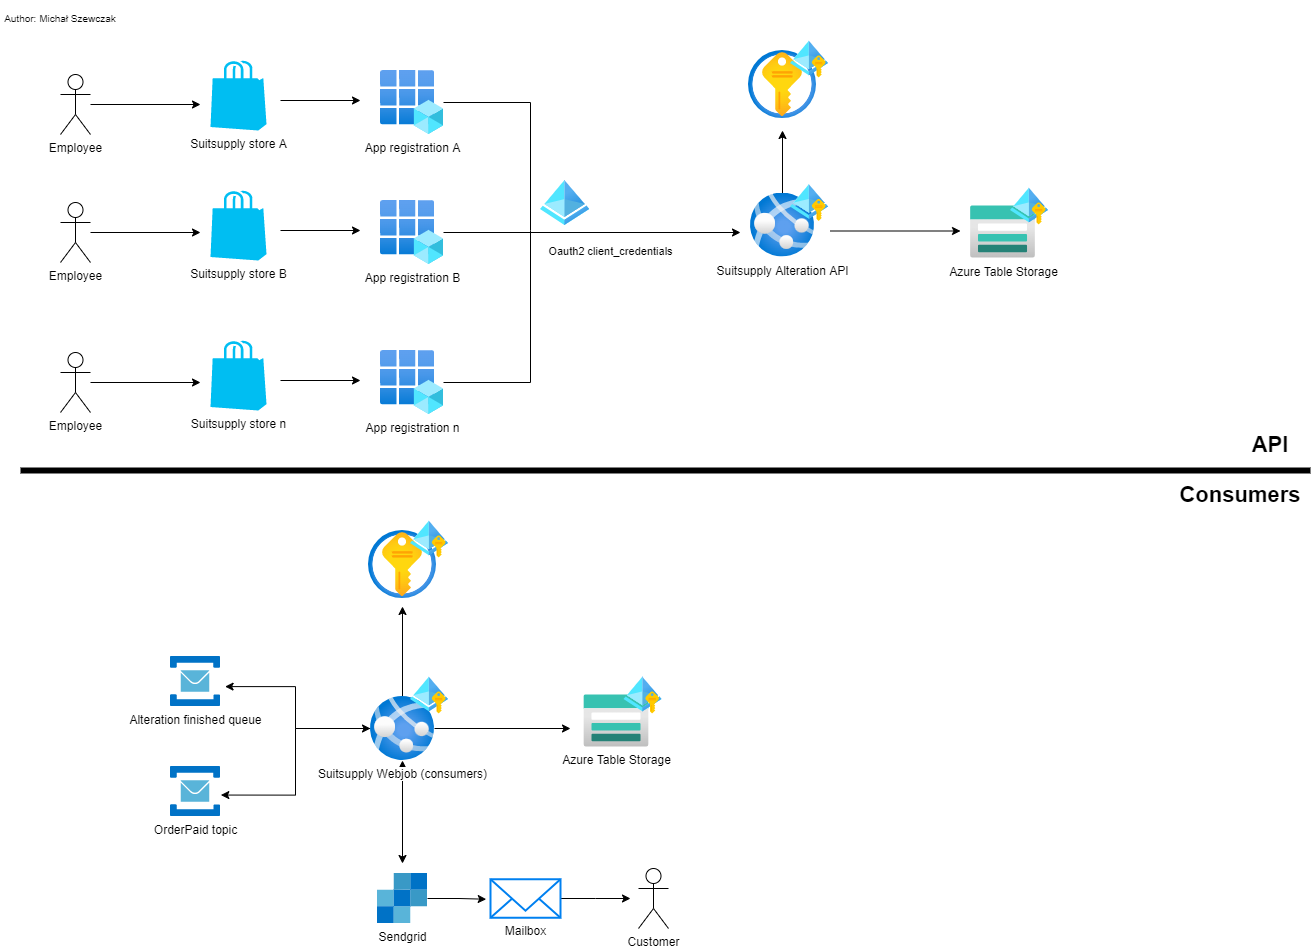 Author: Michał Szewczak
Employee
Suitsupply store A
App registration A
Employee
Suitsupply store B
App registration B
Oauth2 client_credentials
Suitsupply Alteration API
Azure Table Storage
Employee
Suitsupply store n
App registration n
API
Consumers
Alteration finished queue
Suitsupply Webjob (consumers)
Azure Table Storage
OrderPaid topic
Sendgrid
Mailbox
Customer